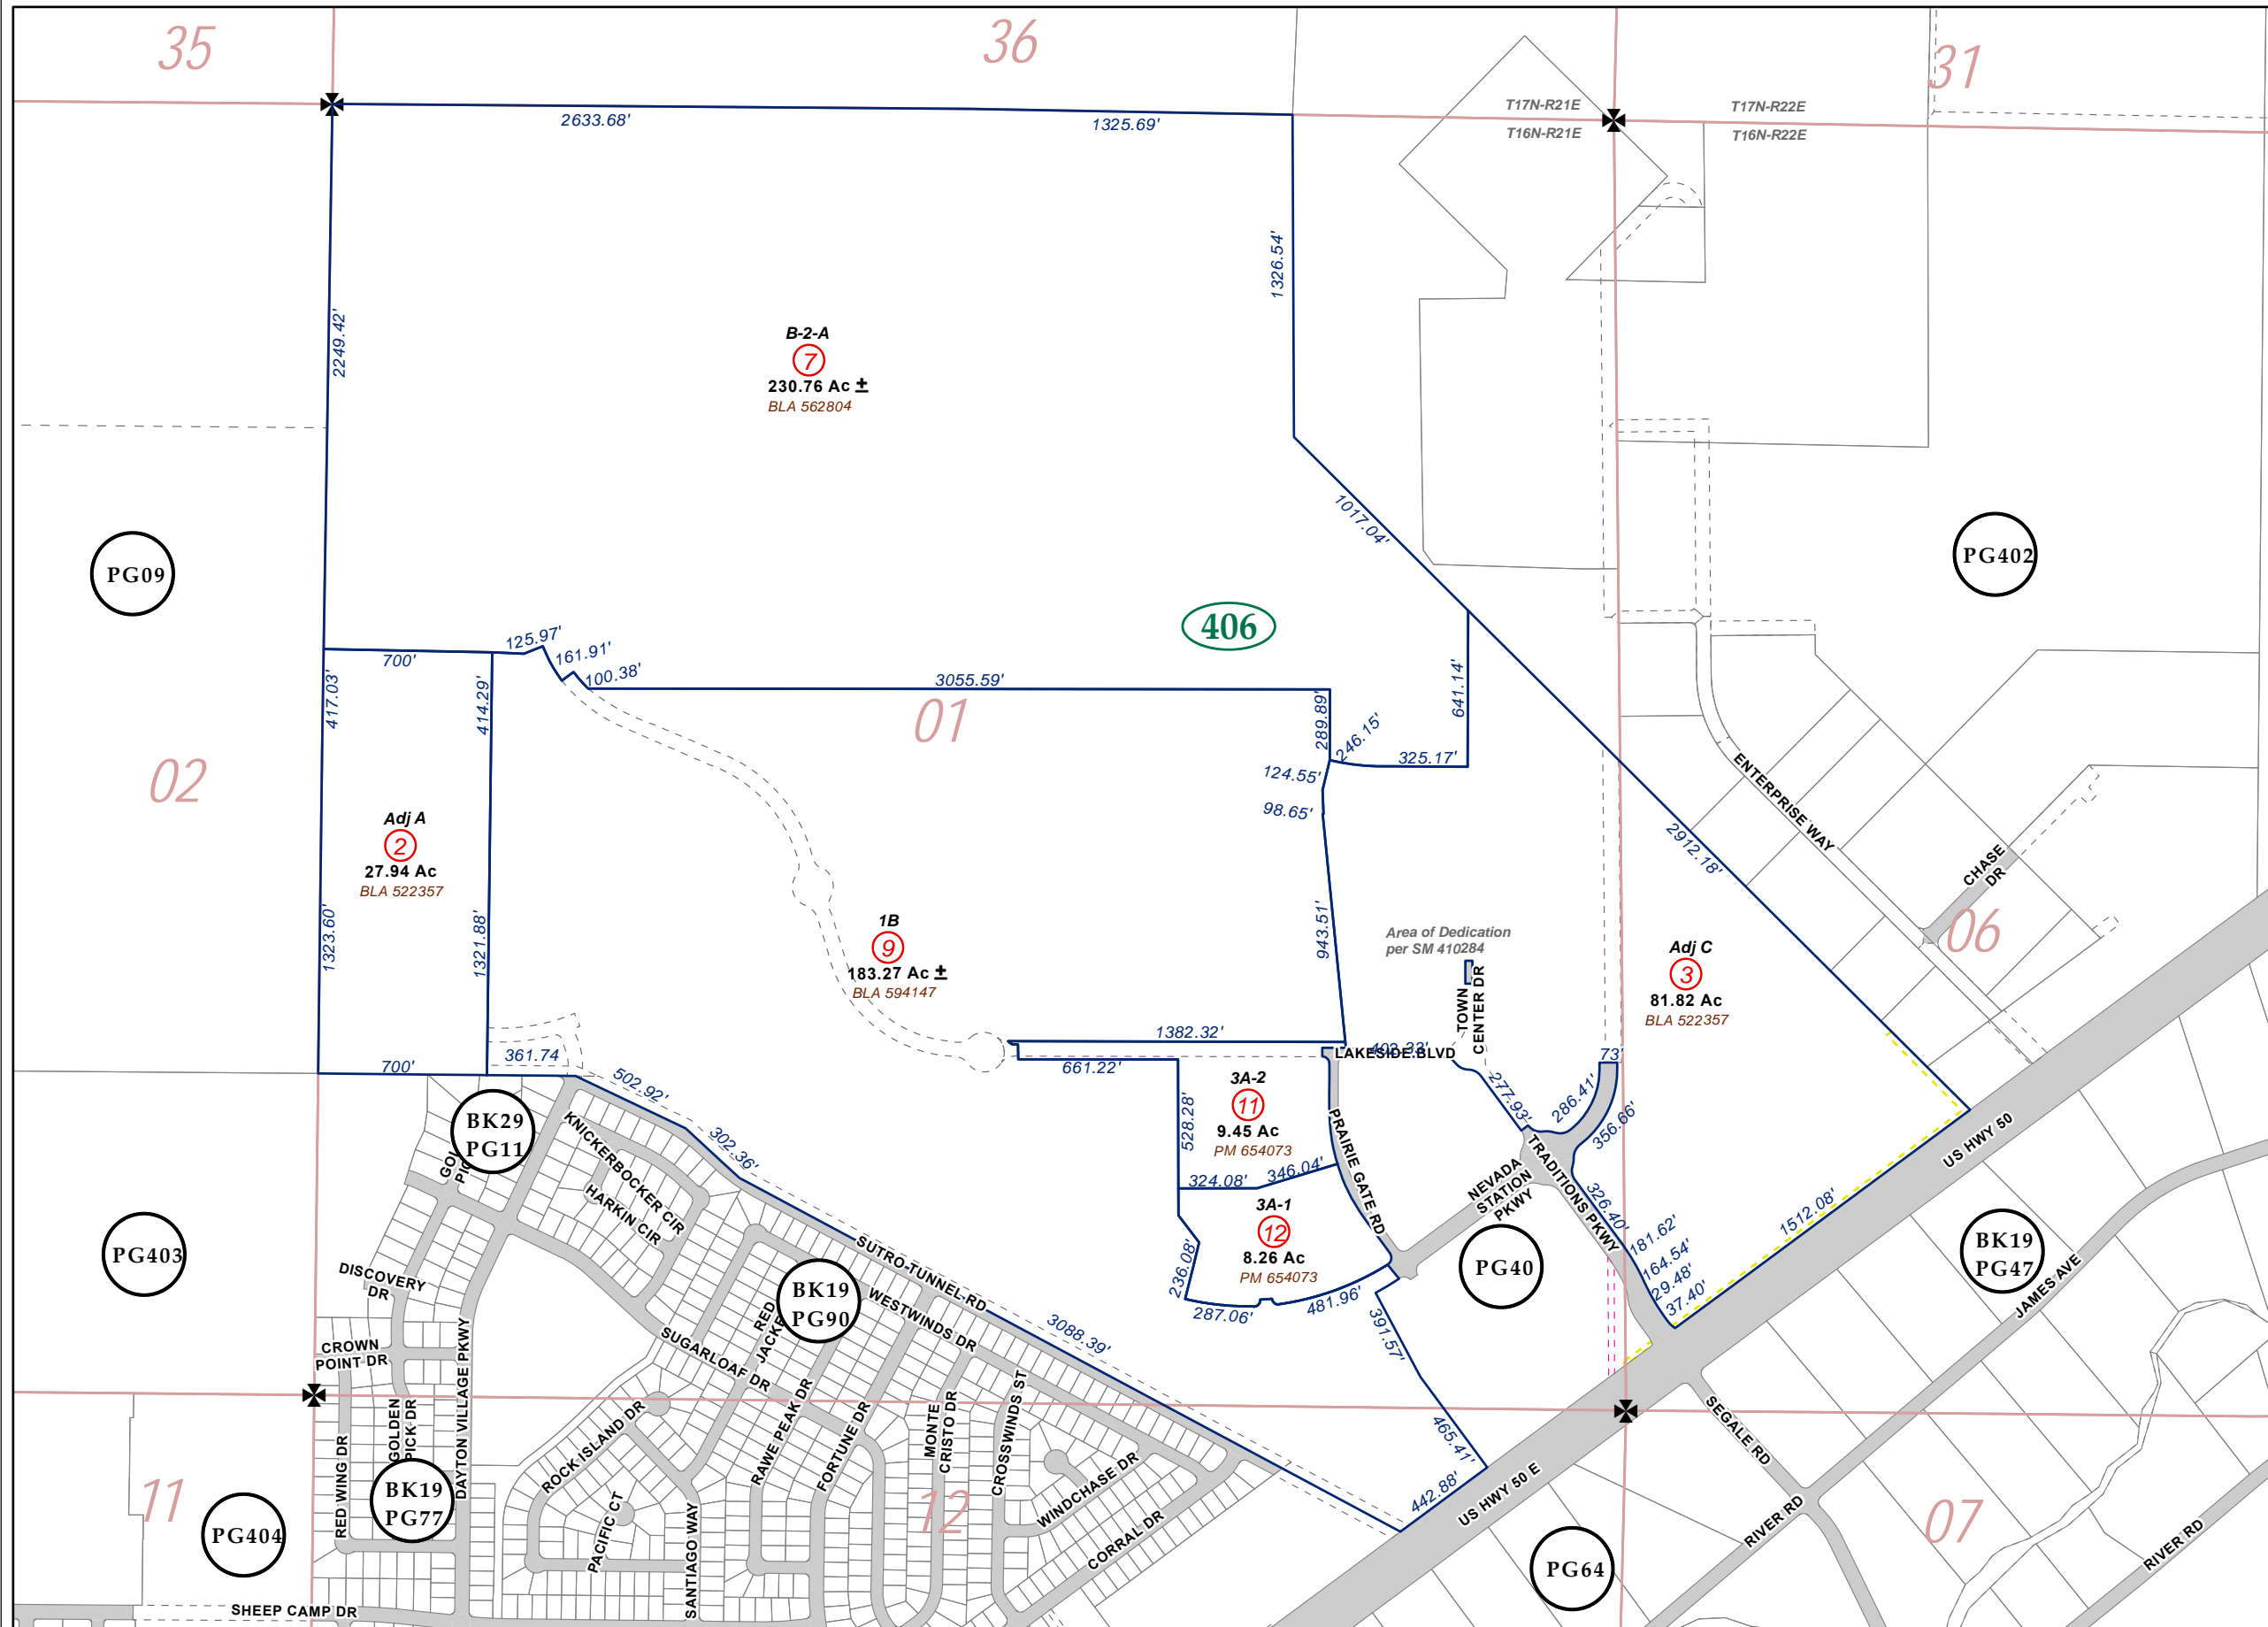 35
36
31
T17N-R21E
T17N-R22E
T16N-R21E
T16N-R22E
2633.68'
1325.69'
1326.54'
2249.42'
B-2-A
7
230.76 Ac ±
BLA 562804
1017.04'
PG09
PG402
406
125.97'
161.91'
100.38'
700'
3055.59'
417.03'
414.29'
01
289.89'
246.15'
641.14'
325.17'
124.55'
98.65'
02
ENTERPRISE WAY
2912.18'
CHASE
DR
Adj A
2
27.94 Ac
BLA 522357
1323.60'
1321.88'
1B
9
183.27 Ac ±
BLA 594147
943.51'
Area of Dedication
per SM 410284
TOWN
CENTER DR
Adj C
3
81.82 Ac
BLA 522357
06
1382.32'
402.33'
LAKESIDE BLVD
73'
361.74
700'
661.22'
502.92'
302.36'
528.28'
3A-2
11
9.45 Ac
PM 654073
277.93'
286.41'
356.66'
BK29
PG11
GOL
PIC
KNICKERBOCKER CIR
HARKIN CIR
PRAIRIE GATE RD
324.08'
346.04'
3A-1
12
8.26 Ac
PM 654073
NEVADA
STATION
PKWY
TRADITIONS PKWY
326.40'
181.62'
164.54'
29.48'
37.40'
1512.08'
US HWY 50
PG403
DISCOVERY
DR
SUTRO TUNNEL RD
236.08'
287.06'
481.96'
391.57'
PG40
BK19
PG47
JAMES AVE
BK19
PG90
RED
JACKE
WESTWINDS DR
3088.39'
CROWN
POINT DR
SUGARLOAF DR
DAYTON VILLAGE PKWY
GOLDEN
PICK DR
RED WING DR
ROCK ISLAND DR
RAWE PEAK DR
FORTUNE DR
MONTE
CRISTO DR
CROSSWINDS ST
WINDCHASE DR
CORRAL DR
465.41'
442.88'
US HWY 50 E
SEGALE RD
11
BK19
PG77
PG404
PACIFIC CT
SANTIAGO WAY
12
PG64
RIVER RD
07
RIVER RD
SHEEP CAMP DR